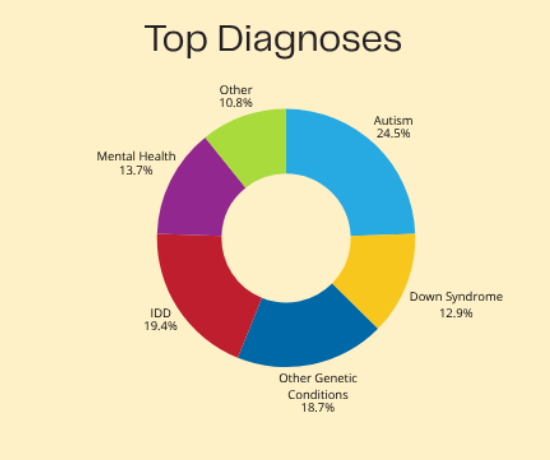 Top Diagnoses
Other
10.8%
Autism
24.5%
Mental Health
13.7%
Down Syndrome
12.9%
IDD
19.4%
Other Genetic
Conditions
18.7%